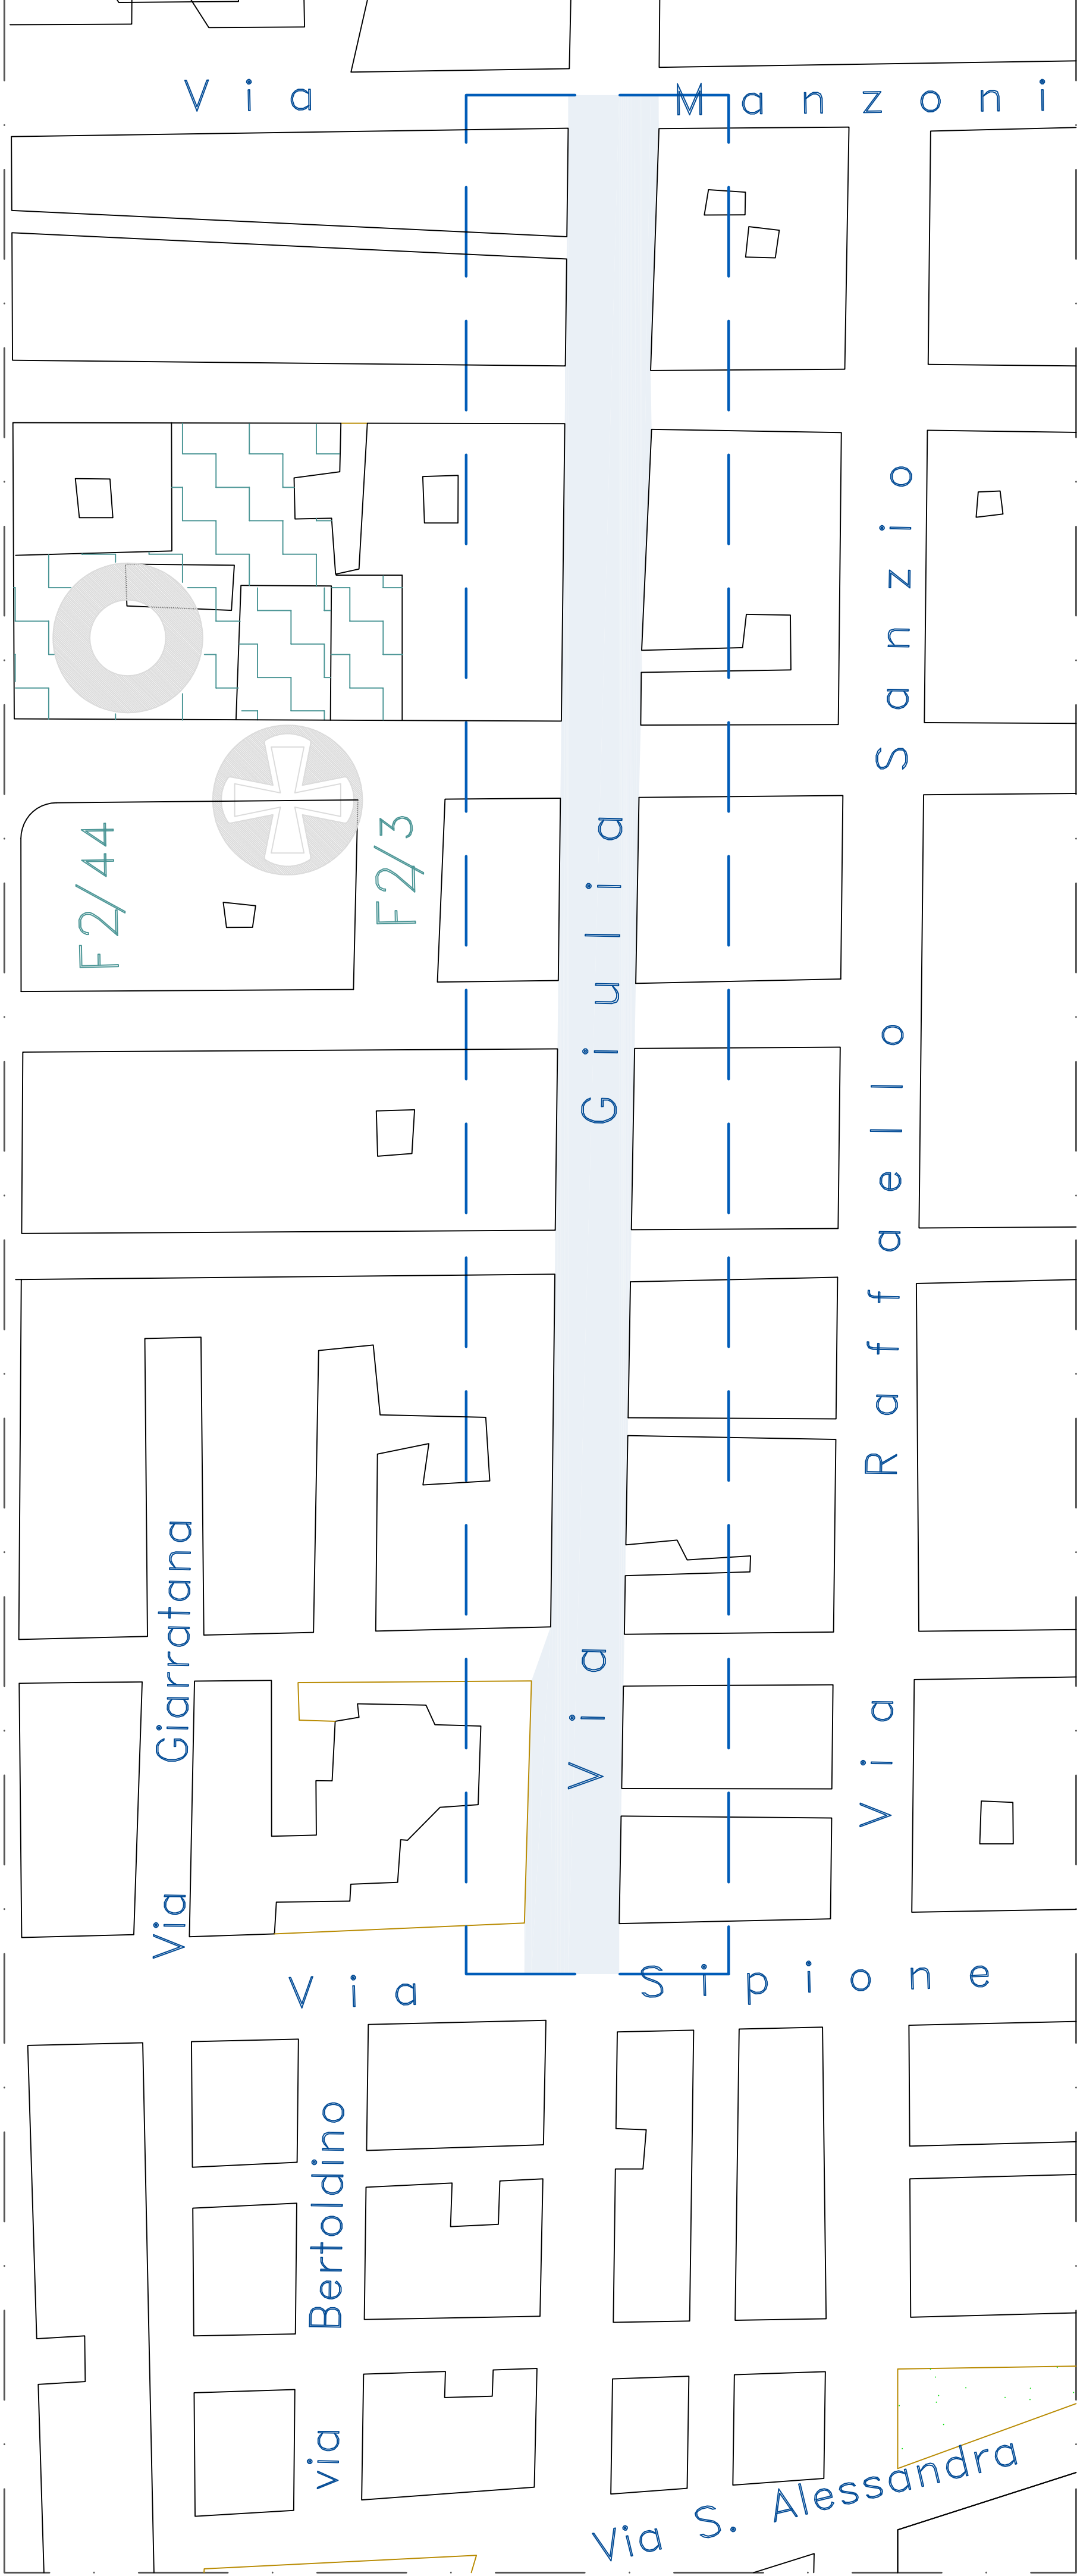 Via Manzoni
Via Raffaello Sanzio
F2/44
F2/3
Via Giulia
Via Giarratana
Via Sipione
via Bertoldino
Via S. Alessandra